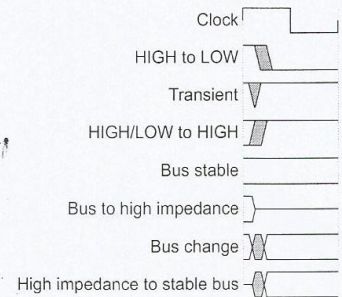 Clock
HIGH to LOW
Transient
HIGH/LOW to HIGH
Bus stable
Bus to high impedance
Bus change
High impedance to stable bus